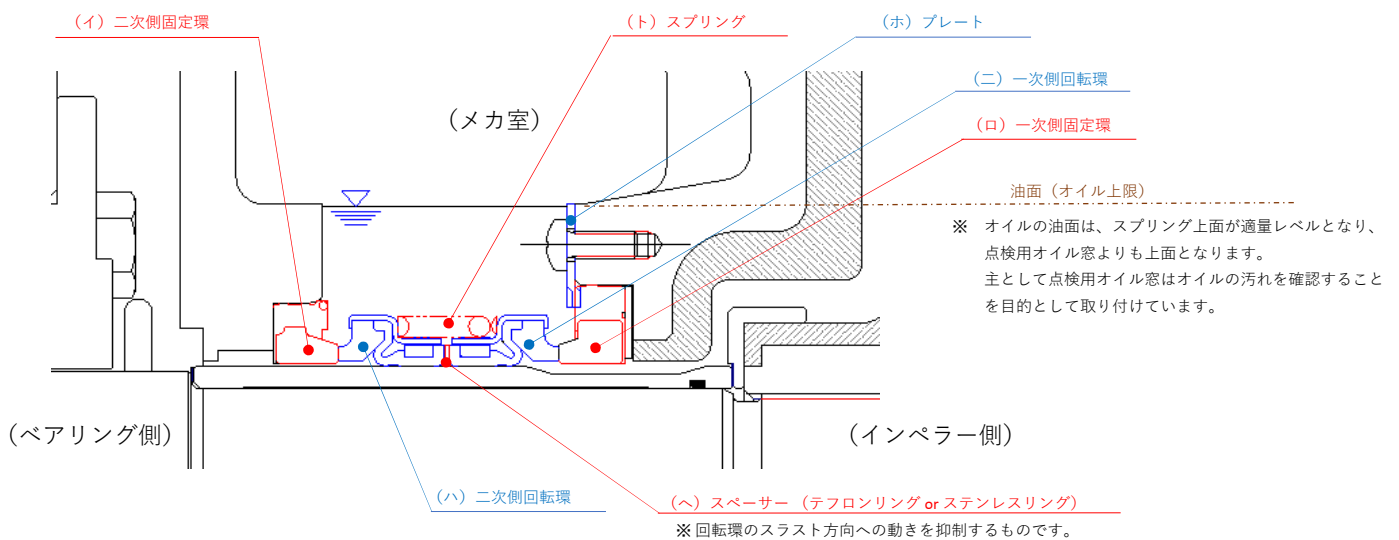 （イ）二次側固定環
（ト）スプリング
（ホ）プレート
（メカ室）
（二）一次側回転環
（ロ）一次側固定環
油面（オイル上限）
※ オイルの油面は、スプリング上面が適量レベルとなり、
点検用オイル窓よりも上面となります。
主として点検用オイル窓はオイルの汚れを確認すること
を目的として取り付けています。
（ベアリング側）
（インペラー側）
（ハ）二次側回転環
（ヘ）スペーサー （テフロンリング or ステンレスリング）
※回転環のスラスト方向への動きを抑制するものです。